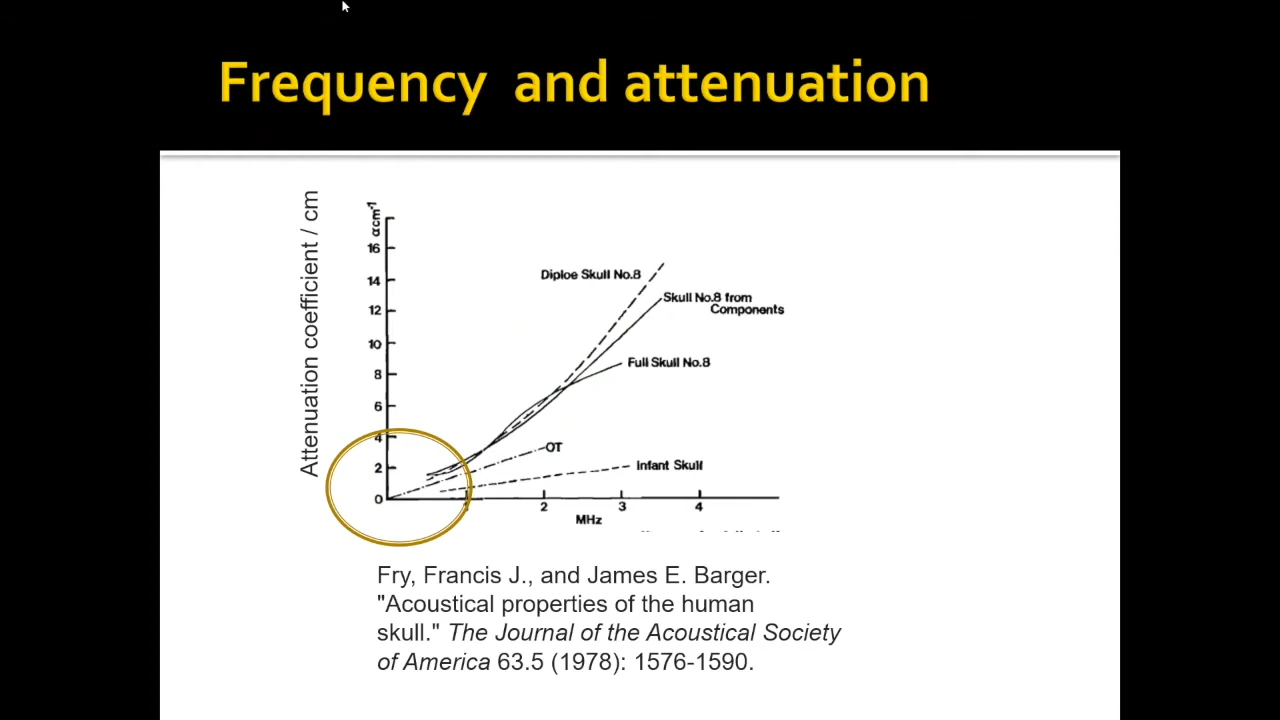 Frequency and attenuation
Attenuation coefficient / cm
αcm-1
16
14
12
10
8
6
4
2
0
Diploe Skull No.8
Skull No.8 from
Components
Full Skull No.8
OT
Infant Skull
2
3
4
MHz
Fry, Francis J., and James E. Barger.
"Acoustical properties of the human
skull." The Journal of the Acoustical Society
of America 63.5 (1978): 1576-1590.